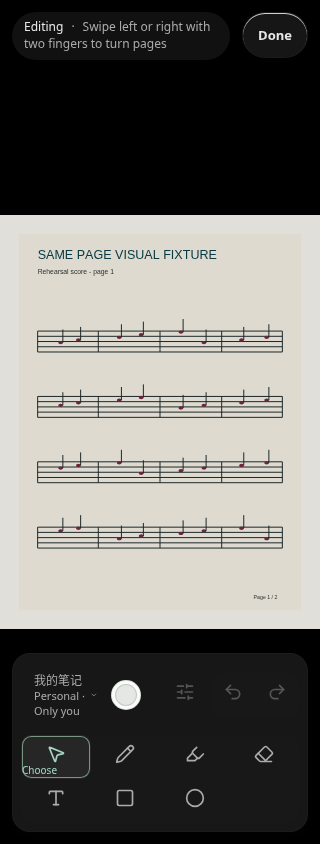 Editing · Swipe left or right with
two fingers to turn pages
Done
SAME PAGE VISUAL FIXTURE
Rehearsal score - page 1
Page 1 / 2
我的笔记
Personal ·
Only you
Choose